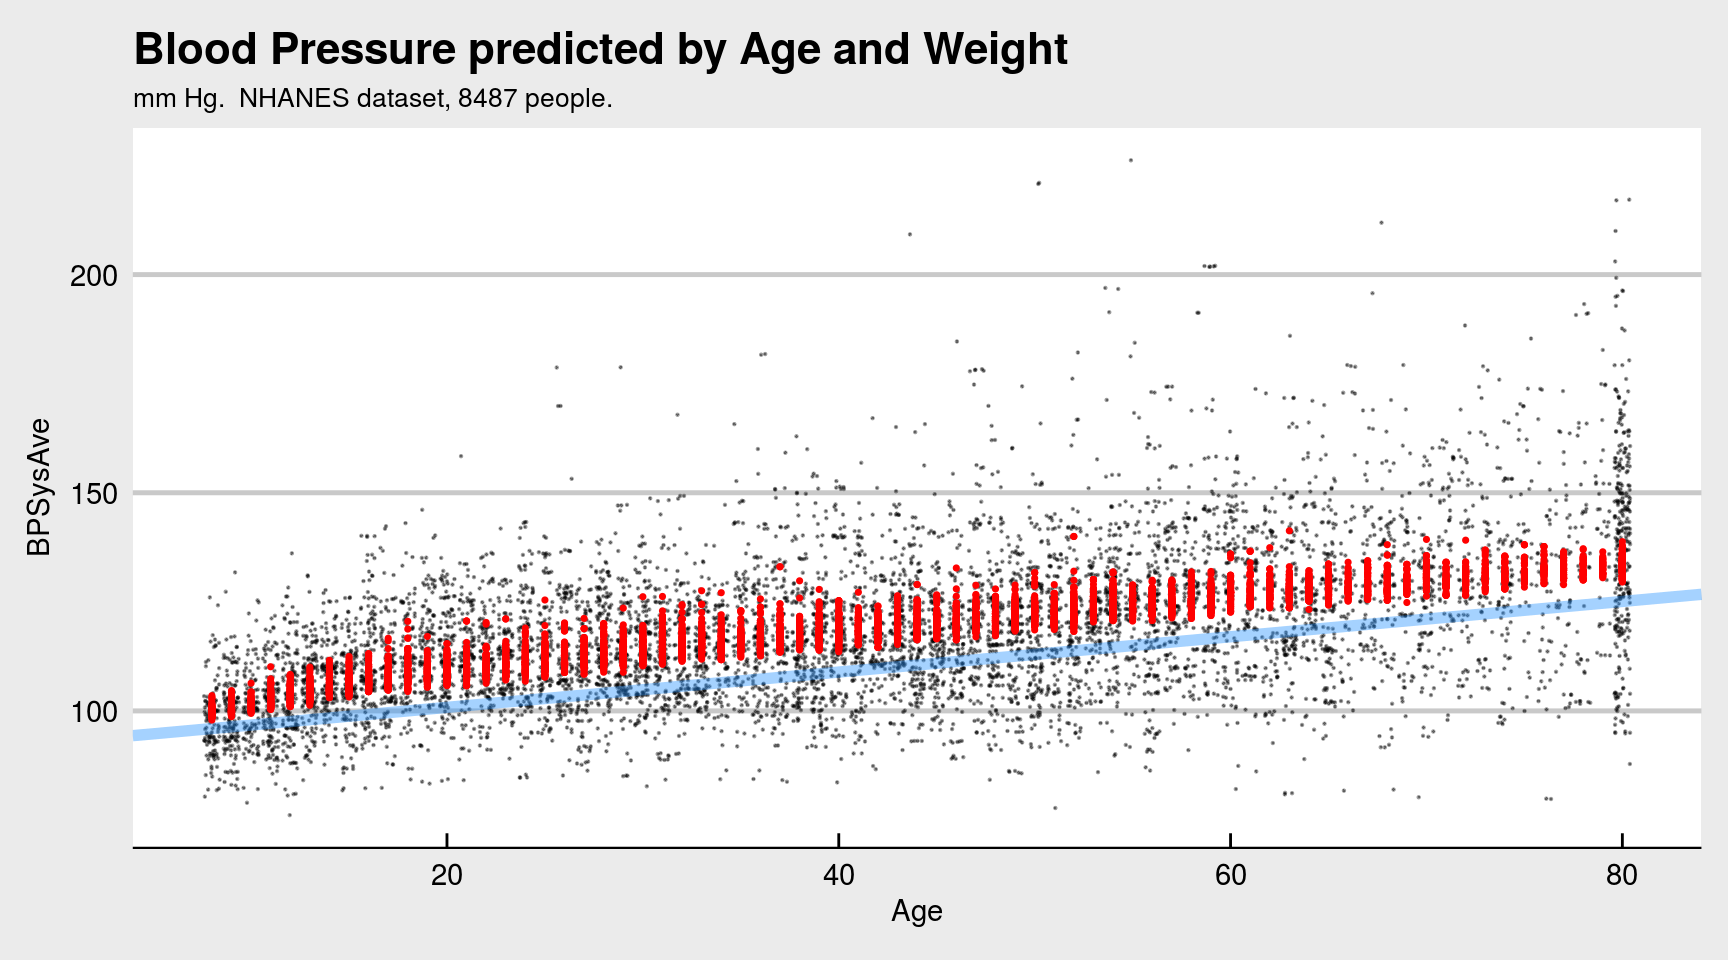 Blood Pressure predicted by Age and Weight
mm Hg.  NHANES dataset, 8487 people.
BPSysAve
200
150
100
20
40
60
80
Age